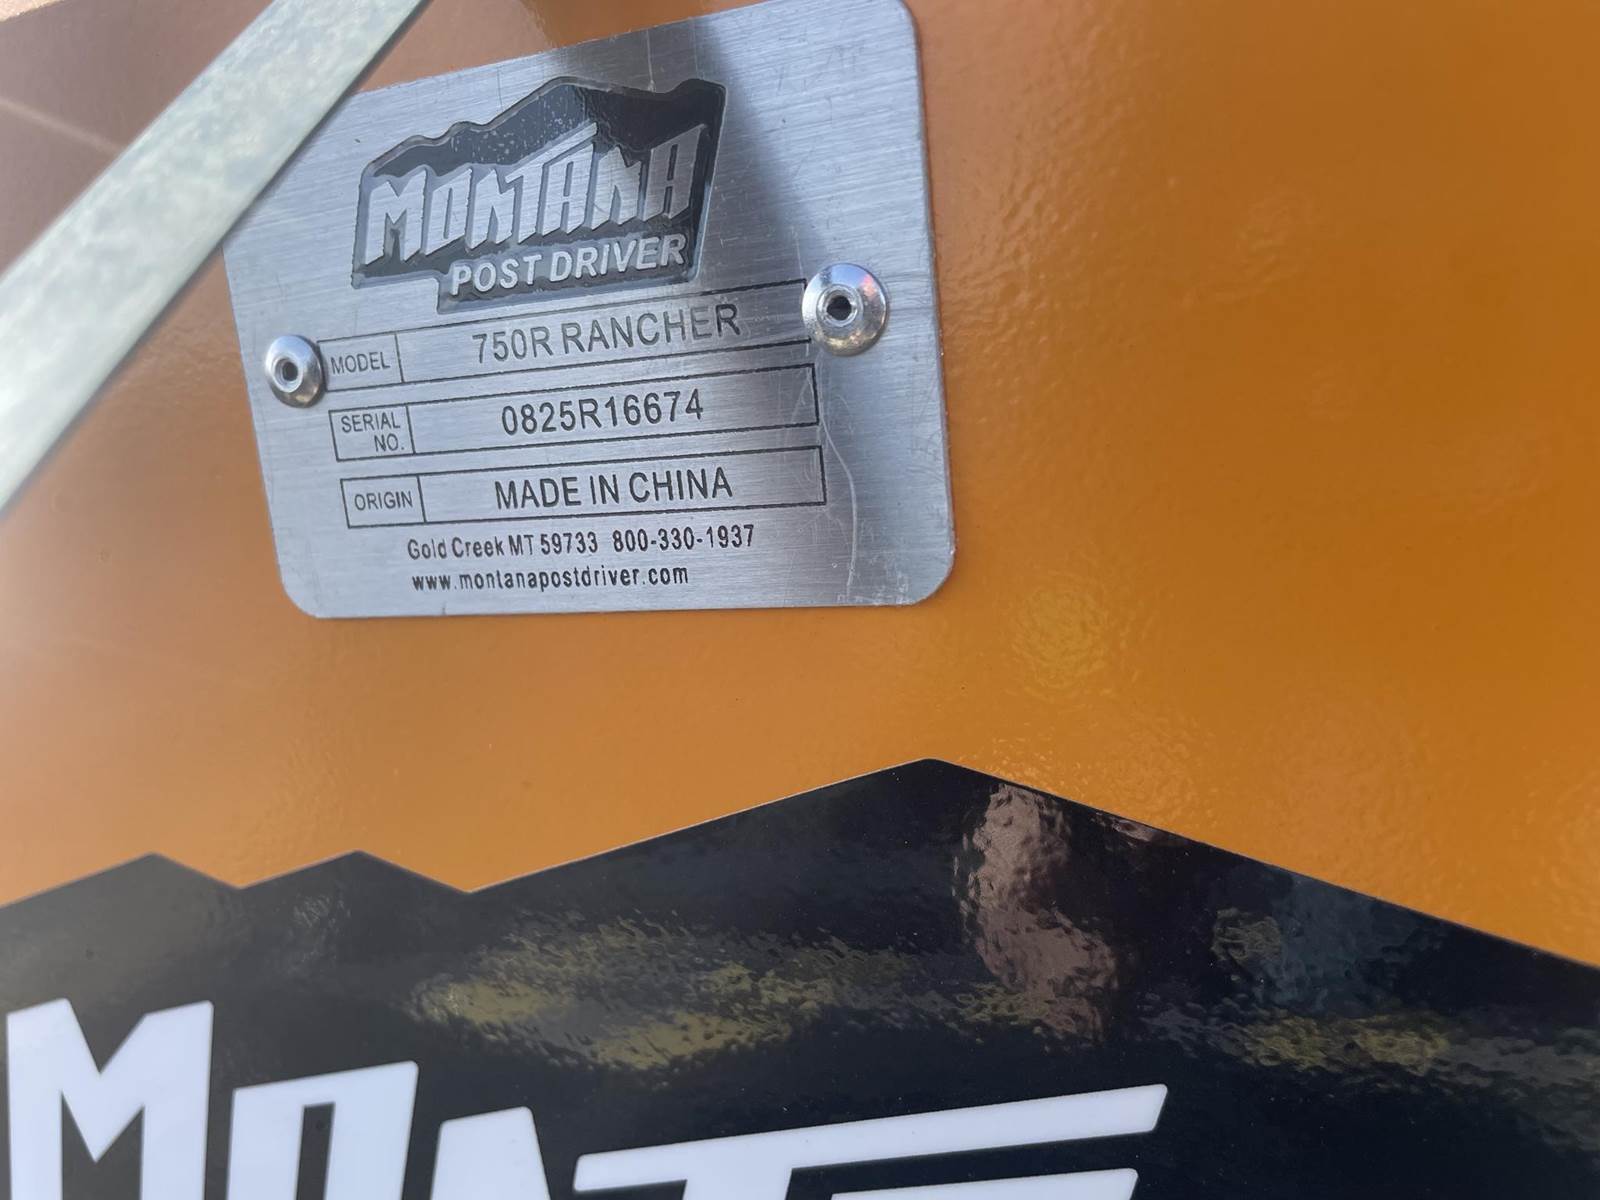 MONTANA
POST DRIVER
MODEL 750R RANCHER
SERIAL NO. 0825R16674
ORIGIN MADE IN CHINA
Gold Creek MT 59733 800-330-1937
www.montanapostdriver.com